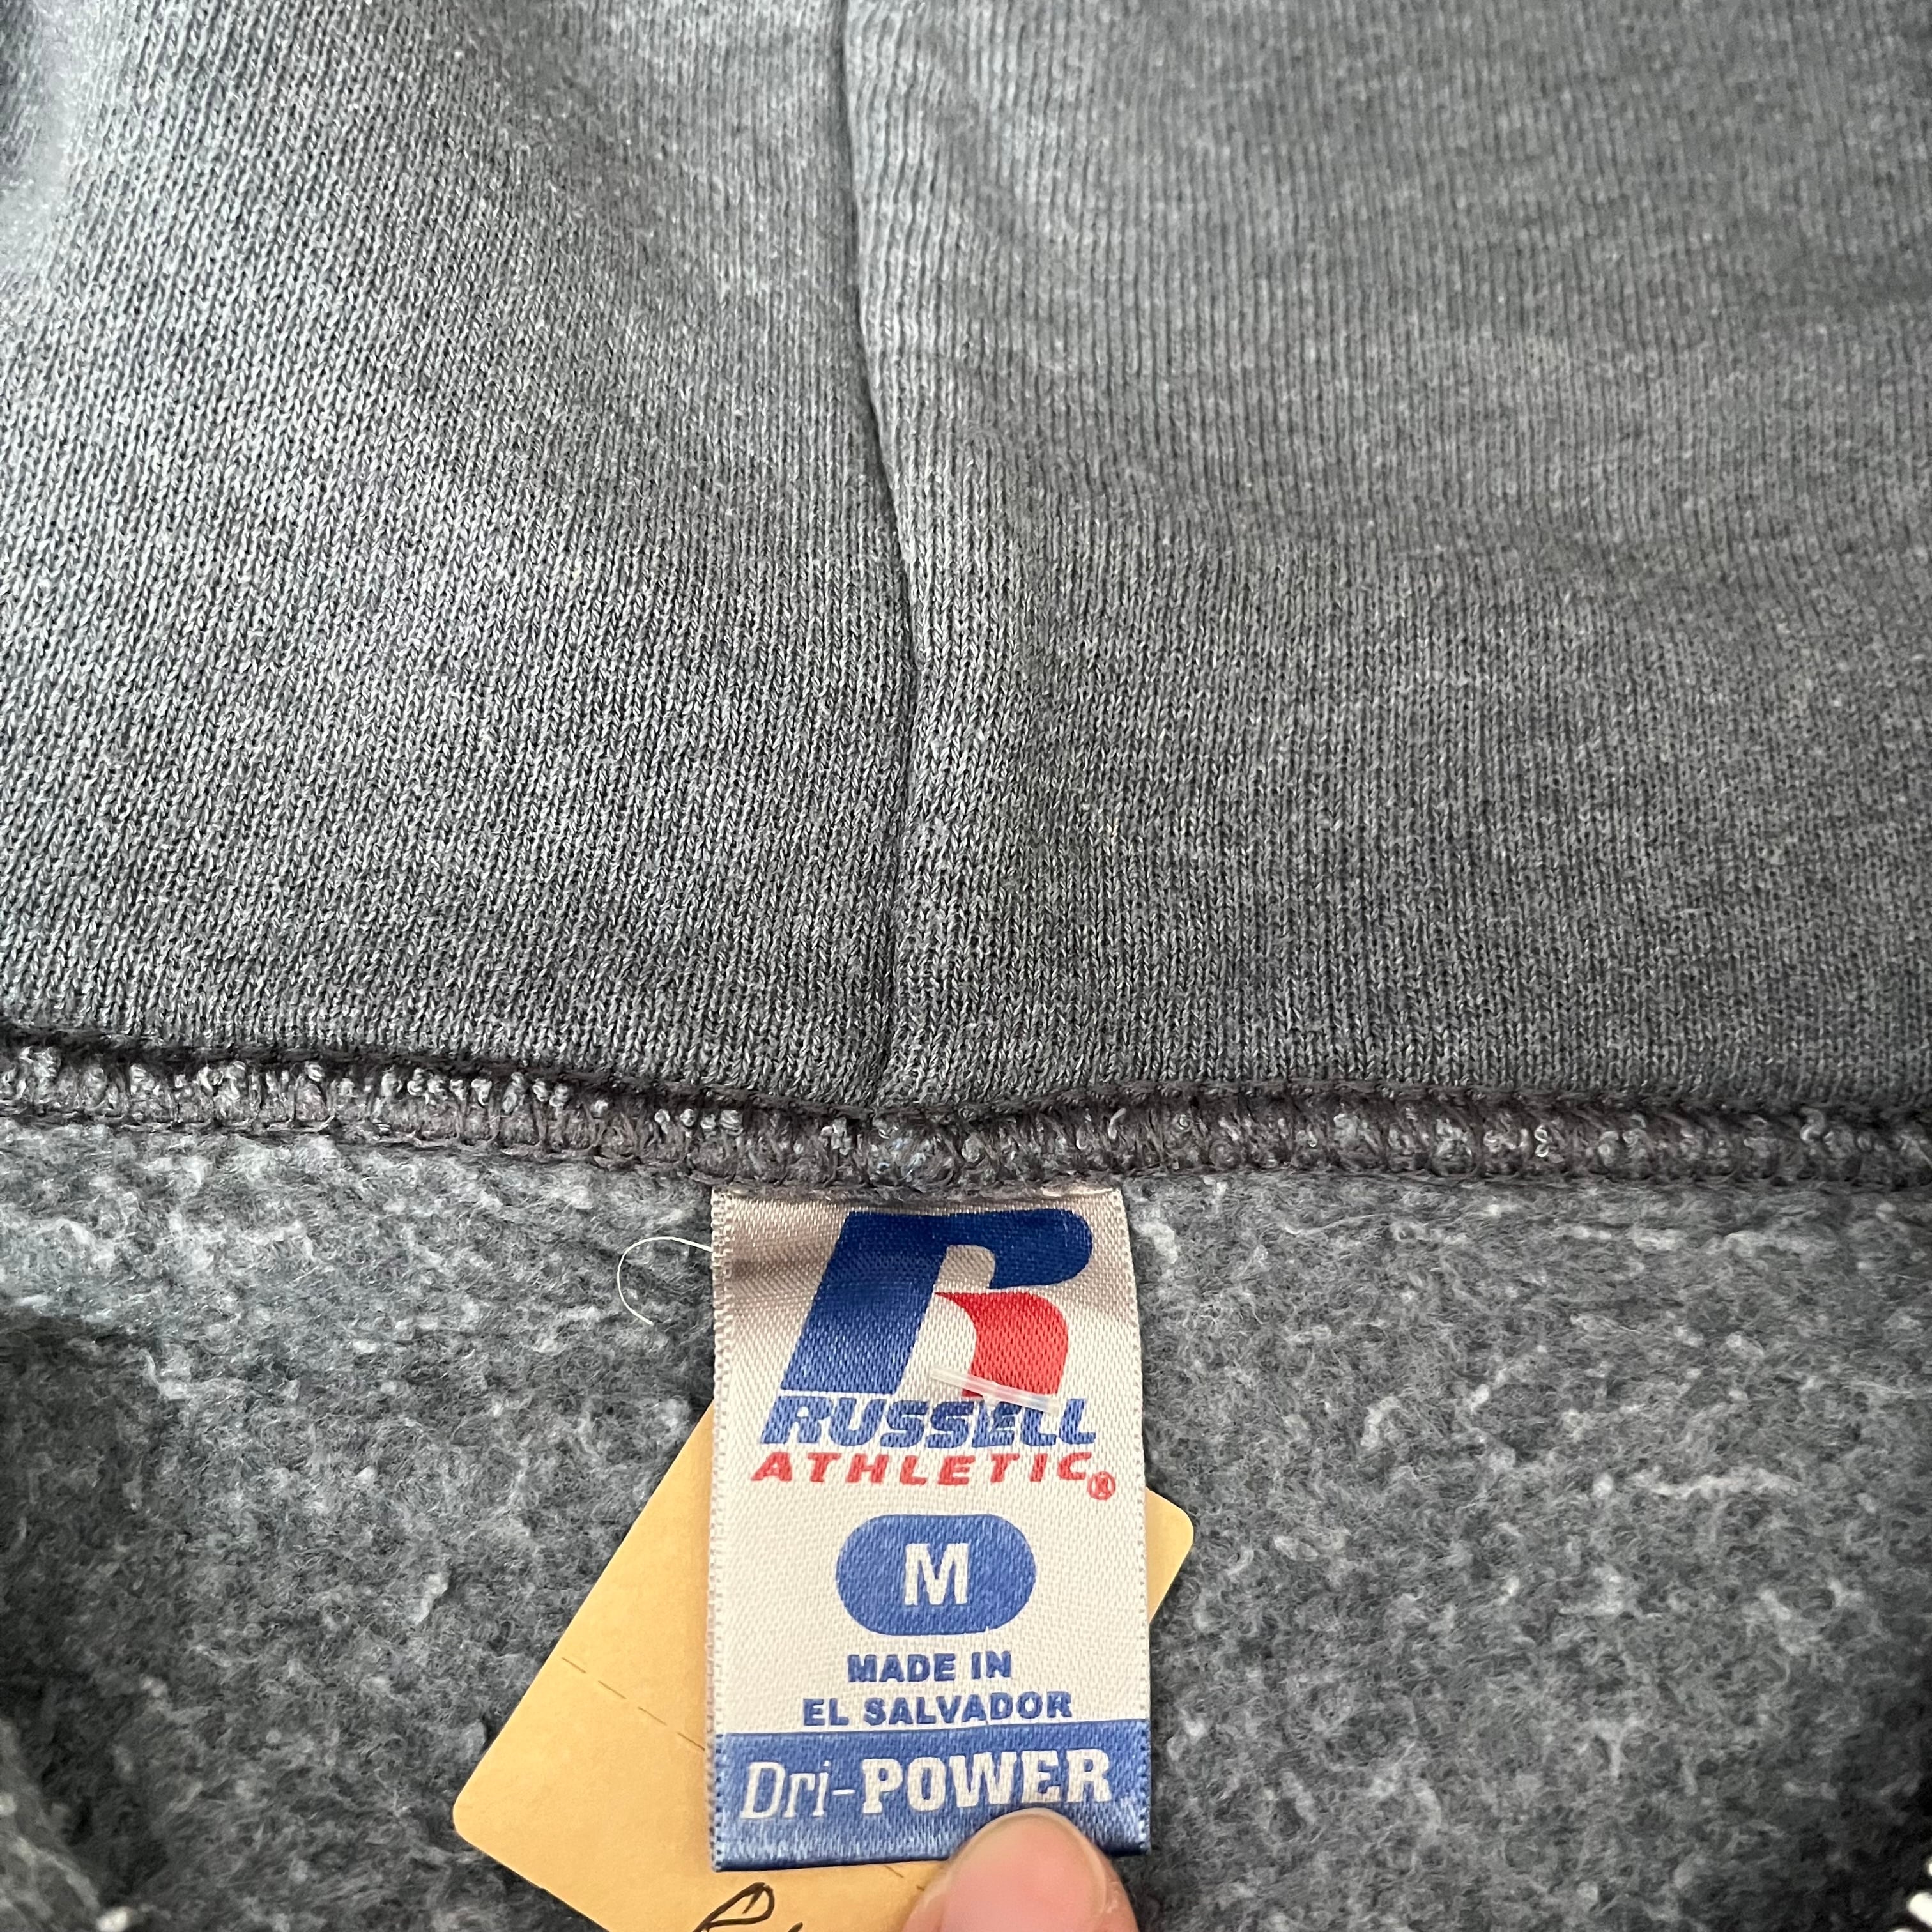 RUSSELL
ATHLETIC®
M
MADE IN
EL SALVADOR
Dri-POWER